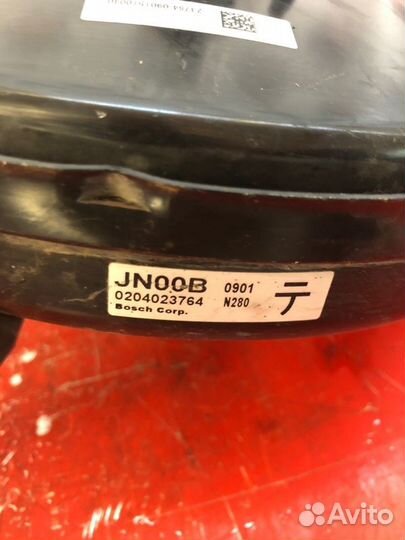 JN00B 0901
0204023764 N280 テ
Bosch Corp.
Avito